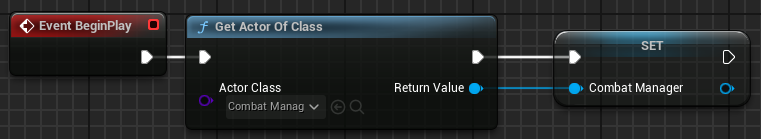 Event BeginPlay
f Get Actor Of Class
Actor Class
Combat Manag
Return Value
SET
Combat Manager